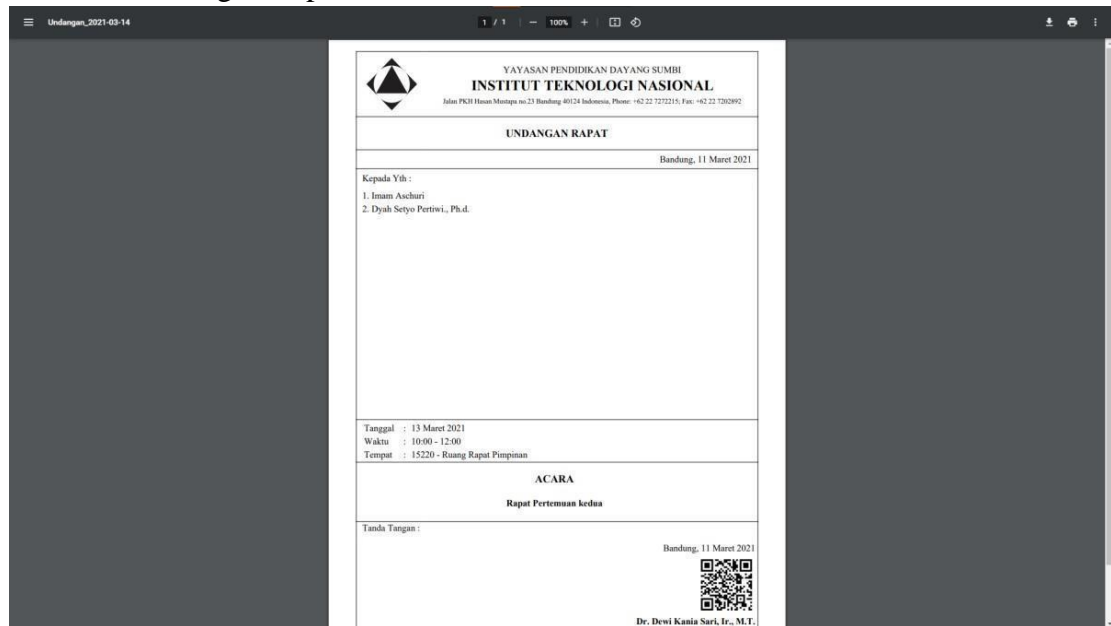 Undangan_2021-03-14
1 / 1
100%
YAYASAN PENDIDIKAN DAYANG SUMBI
INSTITUT TEKNOLOGI NASIONAL
Jalan PKH Hasan Mustapa no.23 Bandung 40124 Indonesia, Phone: +62 22 7272215; Fax: +62 22 7202892
UNDANGAN RAPAT
Bandung, 11 Maret 2021
Kepada Yth :
1. Imam Aschuri
2. Dyah Setyo Pertiwi., Ph.d.
Tanggal : 13 Maret 2021
Waktu : 10:00 - 12:00
Tempat : 15220 - Ruang Rapat Pimpinan
ACARA
Rapat Pertemuan kedua
Tanda Tangan :
Bandung, 11 Maret 2021
Dr. Dewi Kania Sari, Ir., M.T.